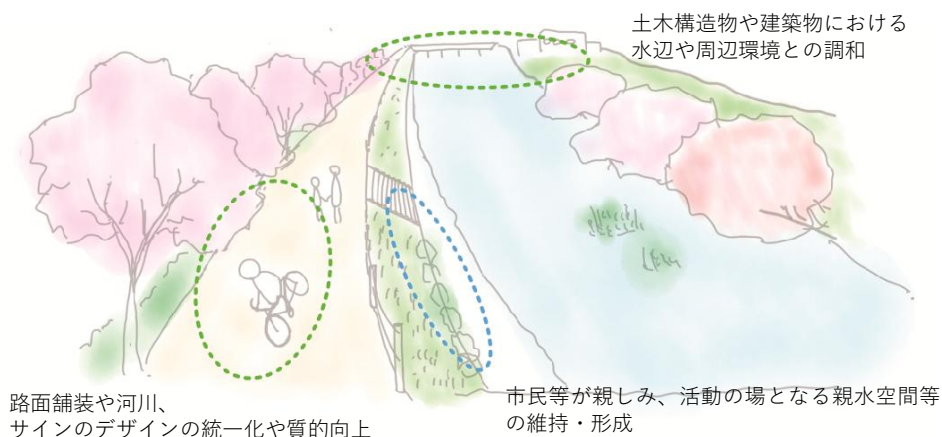 土木構造物や建築物における
水辺や周辺環境との調和
路面舗装や河川、
サインのデザインの統一化や質的向上
市民等が親しみ、活動の場となる親水空間等
の維持・形成